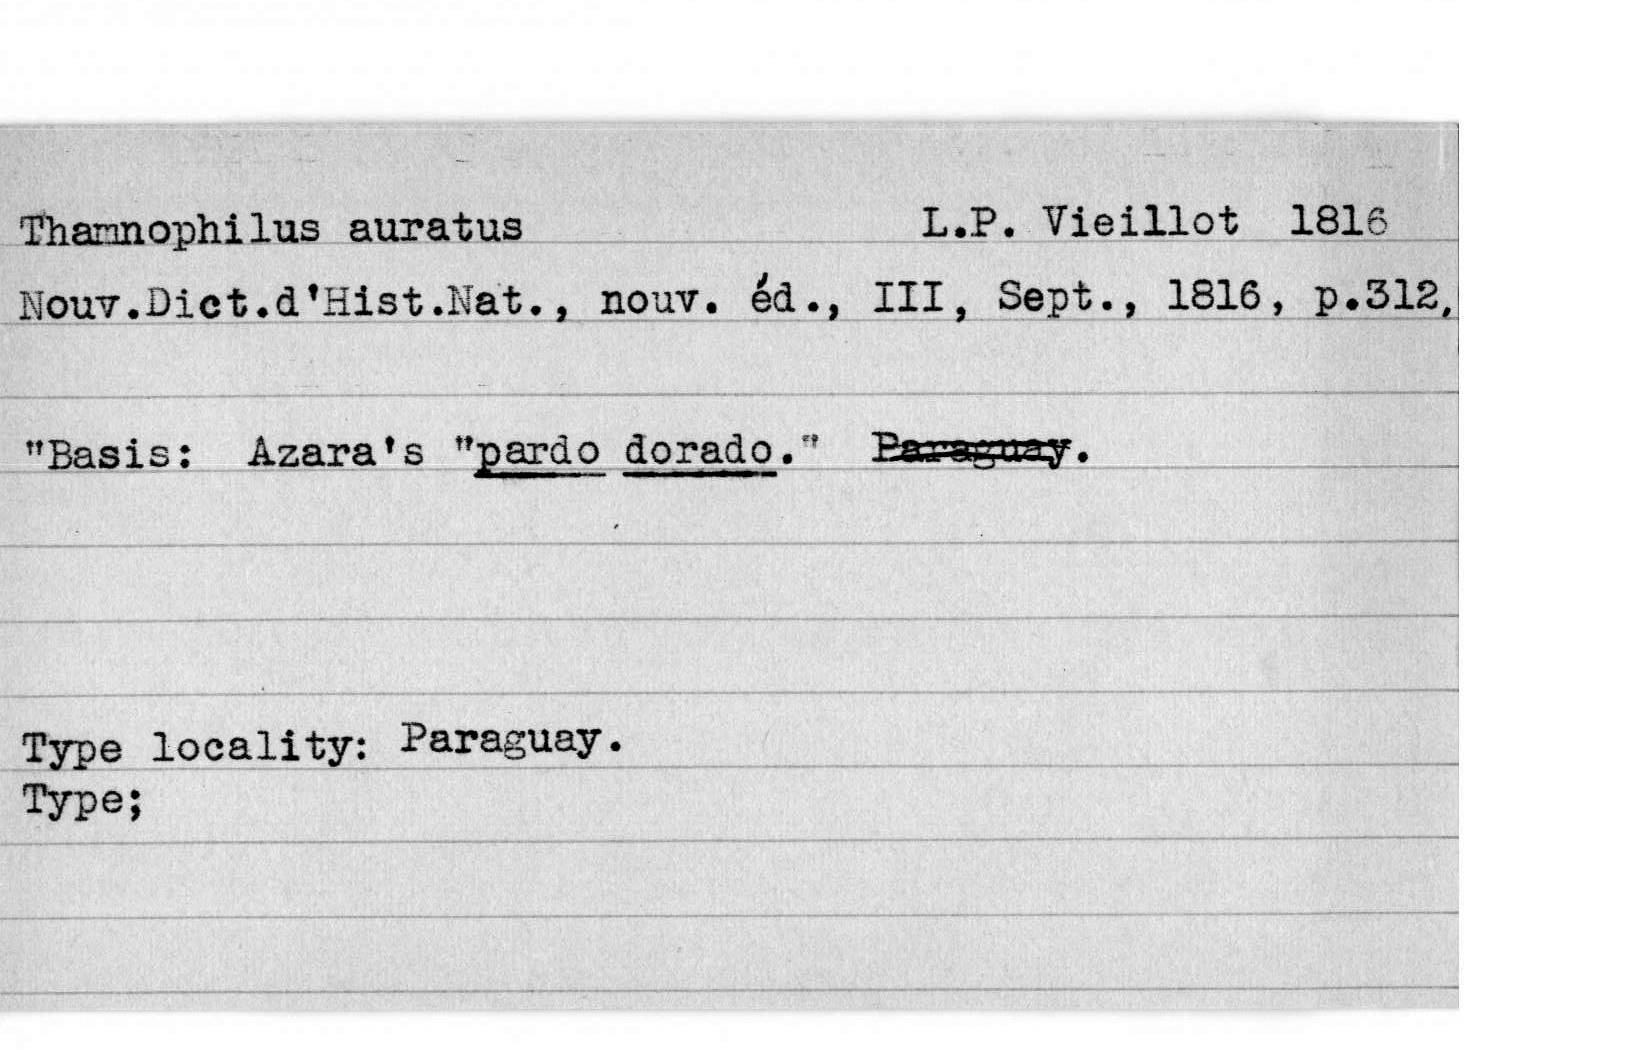 Thamnophilus auratus L.P. Vieillot 1816
Nouv.Dict.d'Hist.Nat., nouv. éd., III, Sept., 1816, p.312,
"Basis: Azara's "pardo dorado." Paraguay.
Type locality: Paraguay.
Type;